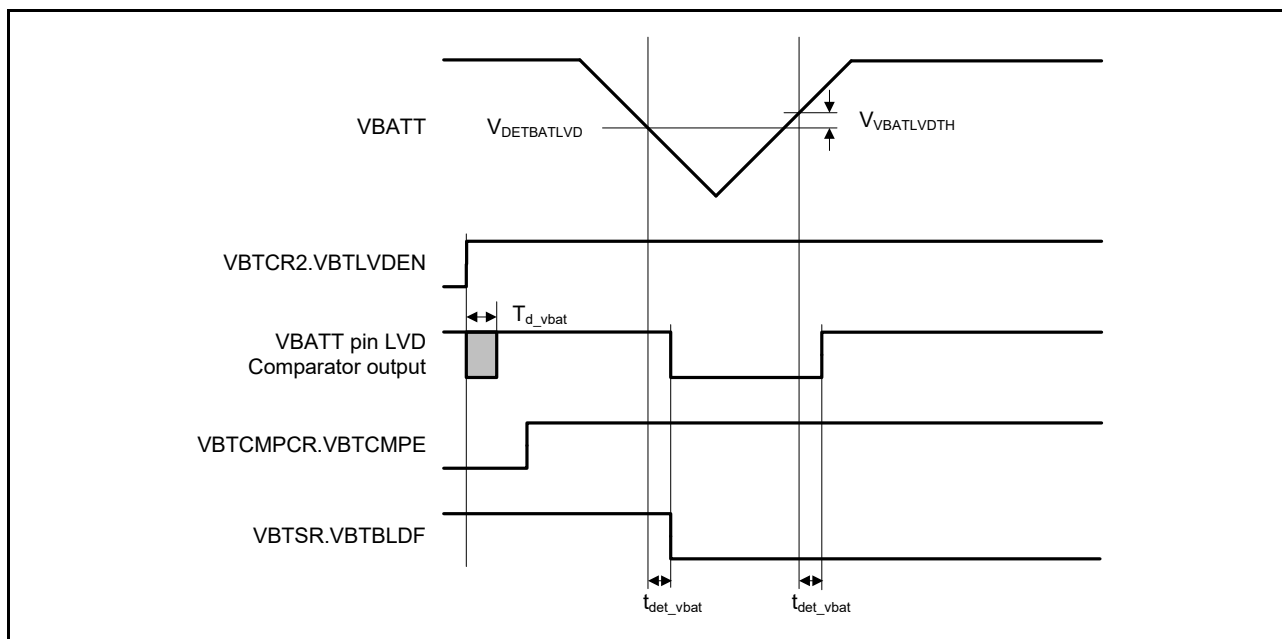 VBATT
VDETBATLVD
VVBATLVDTH
VBTCR2.VBTLVDEN
Td_vbat
VBATT pin LVD
Comparator output
VBTCMPCR.VBTCMPE
VBTSR.VBTBLDF
tdet_vbat
tdet_vbat